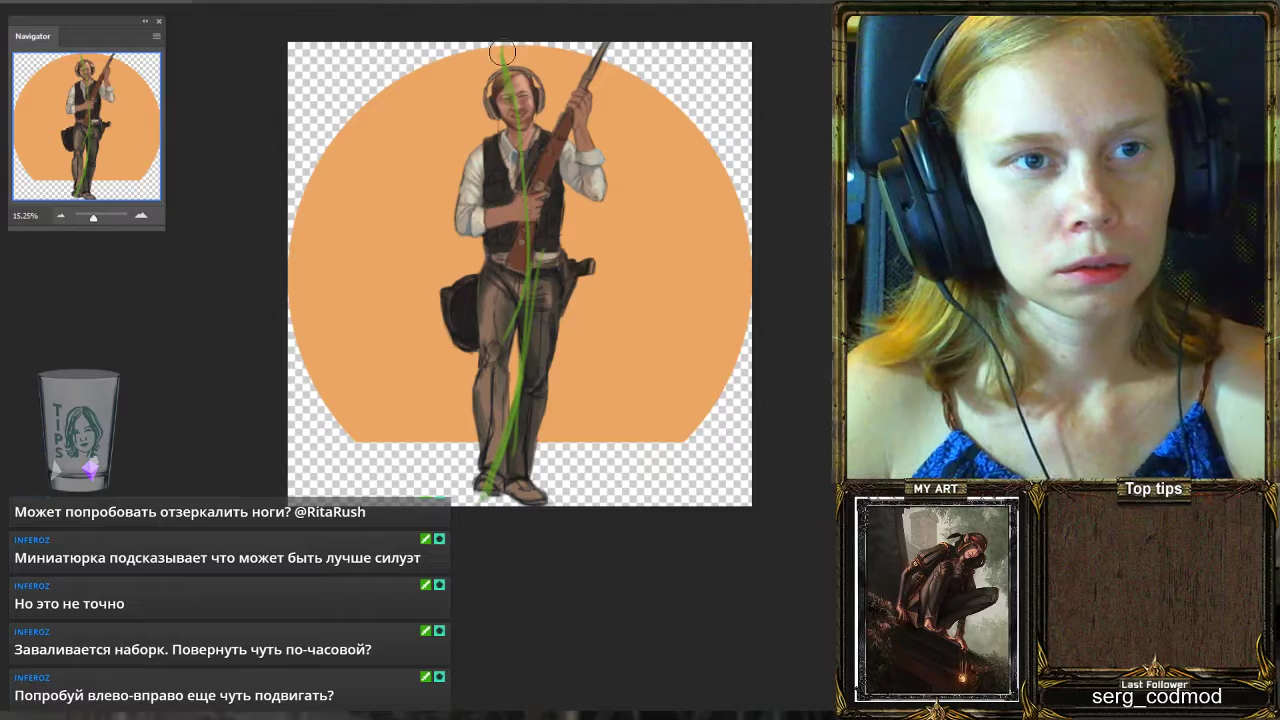 Navigator
15.25%
TIPS
Может попробовать отзеркалить ноги? @RitaRush
INFEROZ
Миниатюрка подсказывает что может быть лучше силуэт
INFEROZ
Но это не точно
INFEROZ
Заваливается наборк. Повернуть чуть по-часовой?
INFEROZ
Попробуй влево-вправо еще чуть подвигать?
MY ART
Top tips
Last Follower
serg_codmod